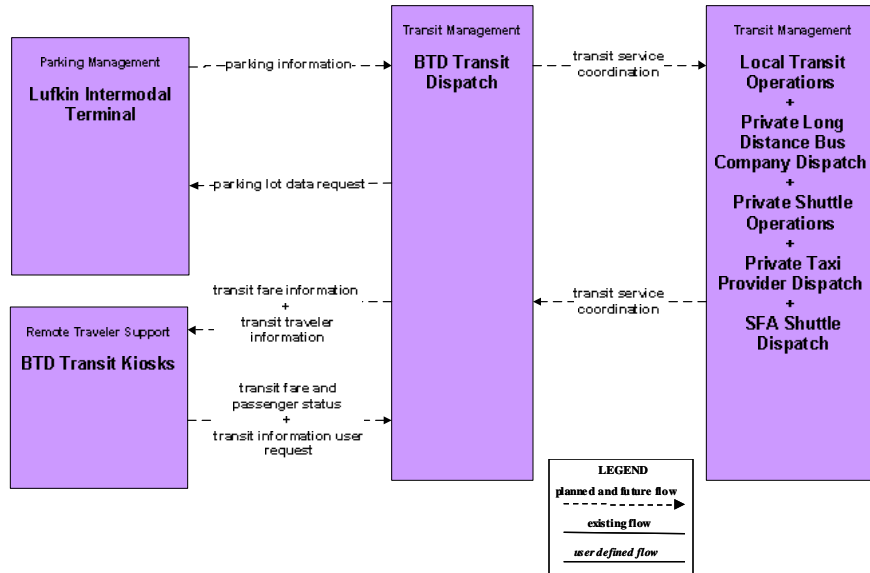 Parking Management
Lufkin Intermodal
Terminal
parking information
parking lot data request
Transit Management
BTD Transit
Dispatch
transit service
coordination
Transit Management
Local Transit
Operations
+
Private Long
Distance Bus
Company Dispatch
+
Private Shuttle
Operations
+
Private Taxi
Provider Dispatch
+
SFA Shuttle
Dispatch
transit service
coordination
transit fare information
+
transit traveler
information
Remote Traveler Support
BTD Transit Kiosks
transit fare and
passenger status
+
transit information user
request
LEGEND
planned and future flow
existing flow
user defined flow